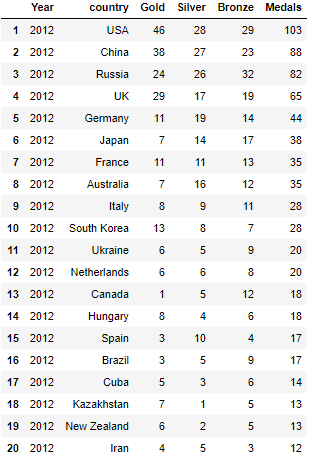 Year country Gold Silver Bronze Medals
1 2012 USA 46 28 29 103
2 2012 China 38 27 23 88
3 2012 Russia 24 26 32 82
4 2012 UK 29 17 19 65
5 2012 Germany 11 19 14 44
6 2012 Japan 7 14 17 38
7 2012 France 11 11 13 35
8 2012 Australia 7 16 12 35
9 2012 Italy 8 9 11 28
10 2012 South Korea 13 8 7 28
11 2012 Ukraine 6 5 9 20
12 2012 Netherlands 6 6 8 20
13 2012 Canada 1 5 12 18
14 2012 Hungary 8 4 6 18
15 2012 Spain 3 10 4 17
16 2012 Brazil 3 5 9 17
17 2012 Cuba 5 3 6 14
18 2012 Kazakhstan 7 1 5 13
19 2012 New Zealand 6 2 5 13
20 2012 Iran 4 5 3 12